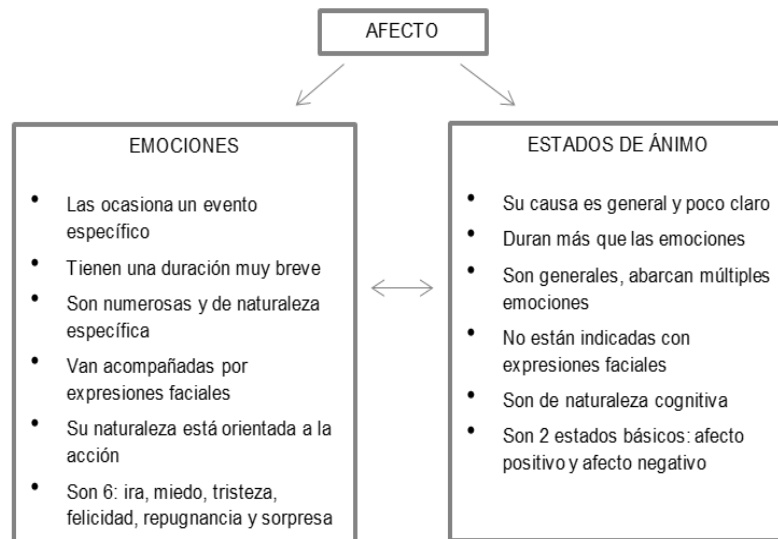 AFECTO
EMOCIONES
• Las ocasiona un evento
específico
• Tienen una duración muy breve
• Son numerosas y de naturaleza
específica
• Van acompañadas por
expresiones faciales
• Su naturaleza está orientada a la
acción
• Son 6: ira, miedo, tristeza,
felicidad, repugnancia y sorpresa
ESTADOS DE ÁNIMO
• Su causa es general y poco claro
• Duran más que las emociones
• Son generales, abarcan múltiples
emociones
• No están indicadas con
expresiones faciales
• Son de naturaleza cognitiva
• Son 2 estados básicos: afecto
positivo y afecto negativo